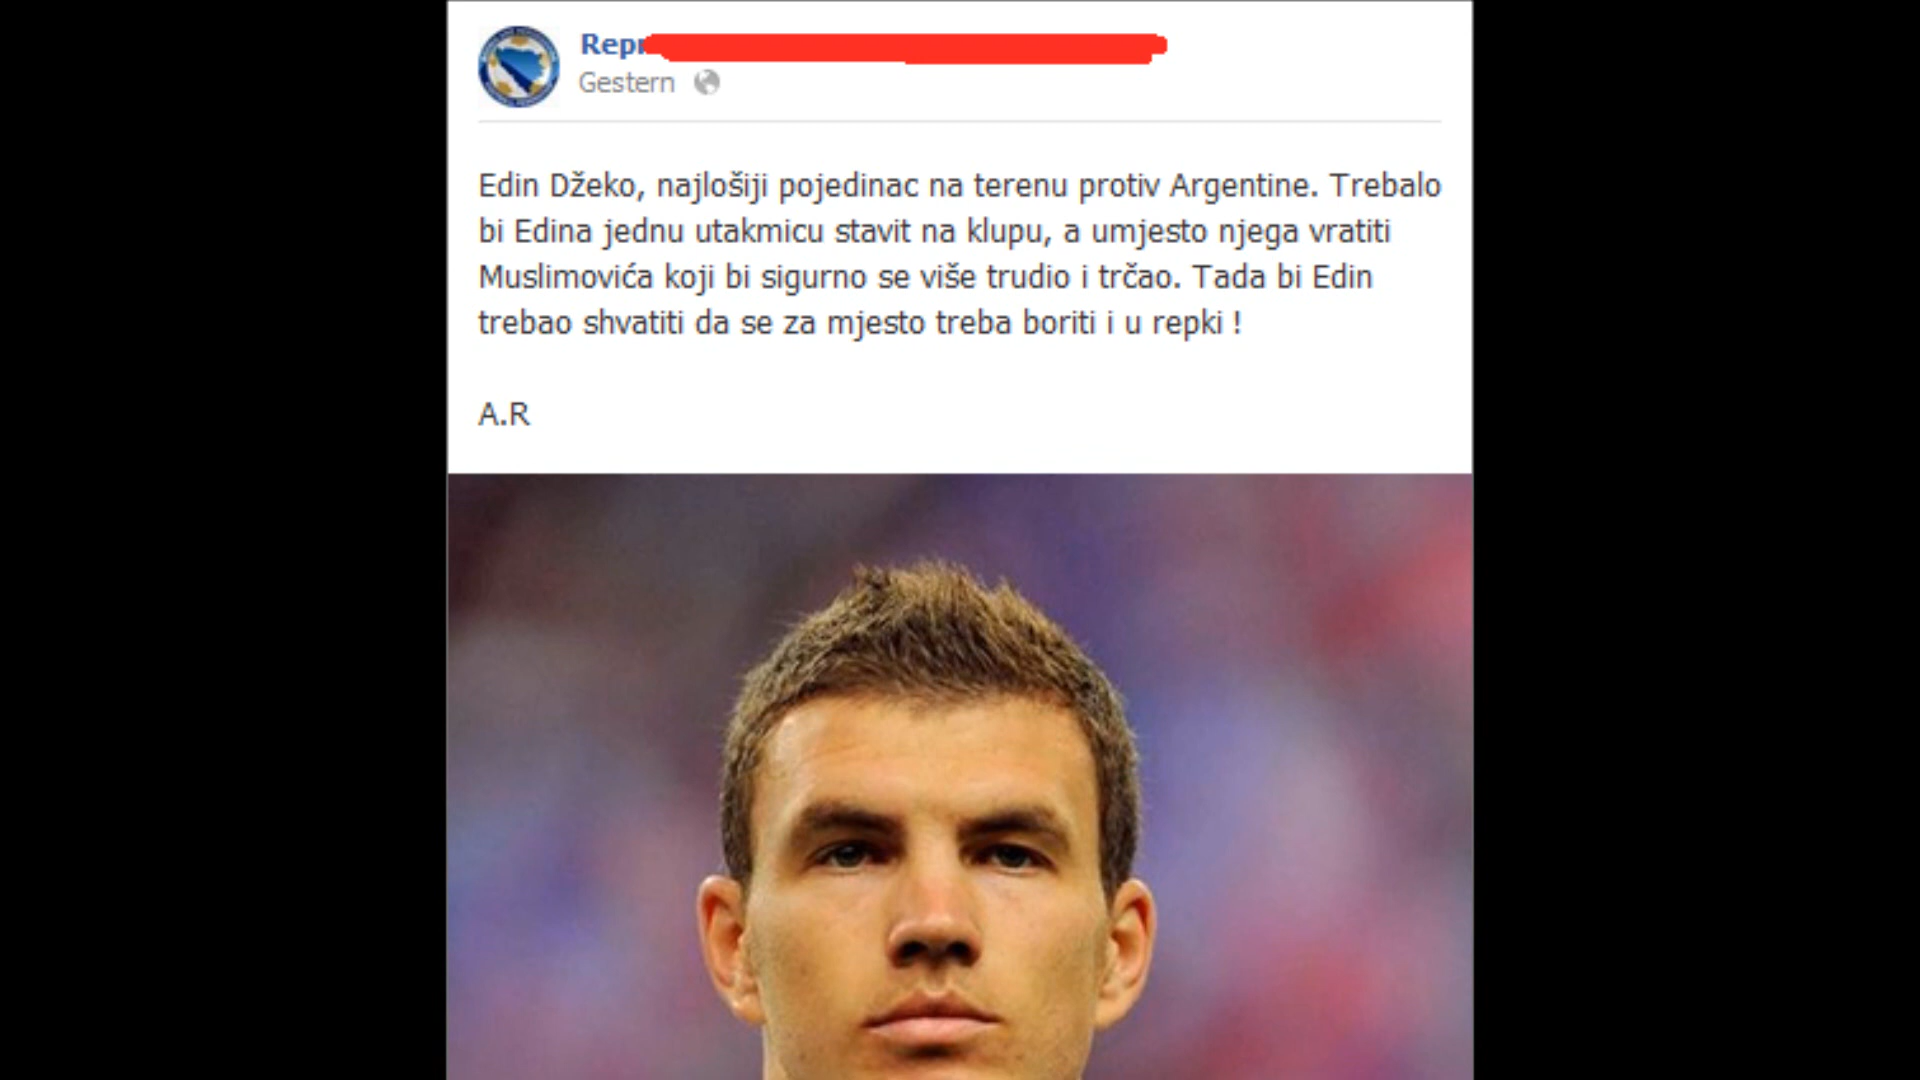 Repr
Gestern
Edin Džeko, najlošiji pojedinac na terenu protiv Argentine. Trebalo
bi Edina jednu utakmicu stavit na klupu, a umjesto njega vratiti
Muslimovića koji bi sigurno se više trudio i trčao. Tada bi Edin
trebao shvatiti da se za mjesto treba boriti i u repki !
A.R